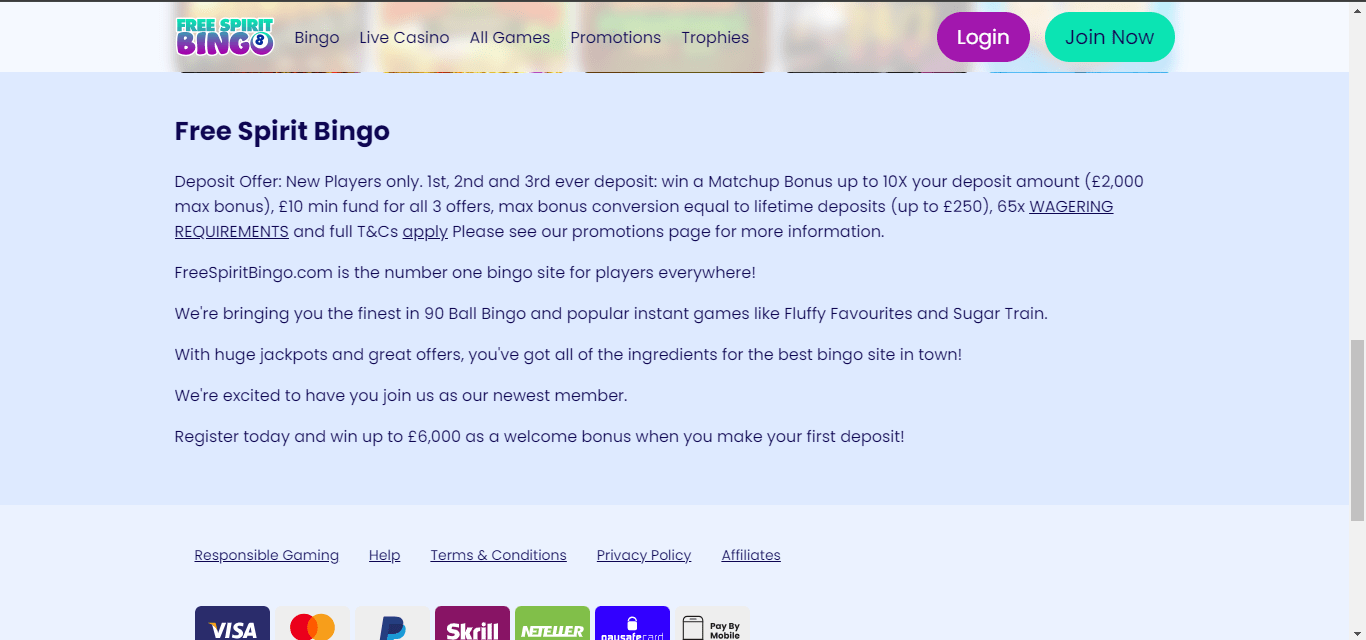 FREE SPIRIT
BINGO 8
Bingo Live Casino All Games Promotions Trophies Login Join Now
Free Spirit Bingo
Deposit Offer: New Players only. 1st, 2nd and 3rd ever deposit: win a Matchup Bonus up to 10X your deposit amount (£2,000
max bonus), £10 min fund for all 3 offers, max bonus conversion equal to lifetime deposits (up to £250), 65x WAGERING
REQUIREMENTS and full T&Cs apply Please see our promotions page for more information.
FreeSpiritBingo.com is the number one bingo site for players everywhere!
We're bringing you the finest in 90 Ball Bingo and popular instant games like Fluffy Favourites and Sugar Train.
With huge jackpots and great offers, you've got all of the ingredients for the best bingo site in town!
We're excited to have you join us as our newest member.
Register today and win up to £6,000 as a welcome bonus when you make your first deposit!
Responsible Gaming Help Terms & Conditions Privacy Policy Affiliates
VISA Skrill NETELLER paysafecard Pay By
Mobile